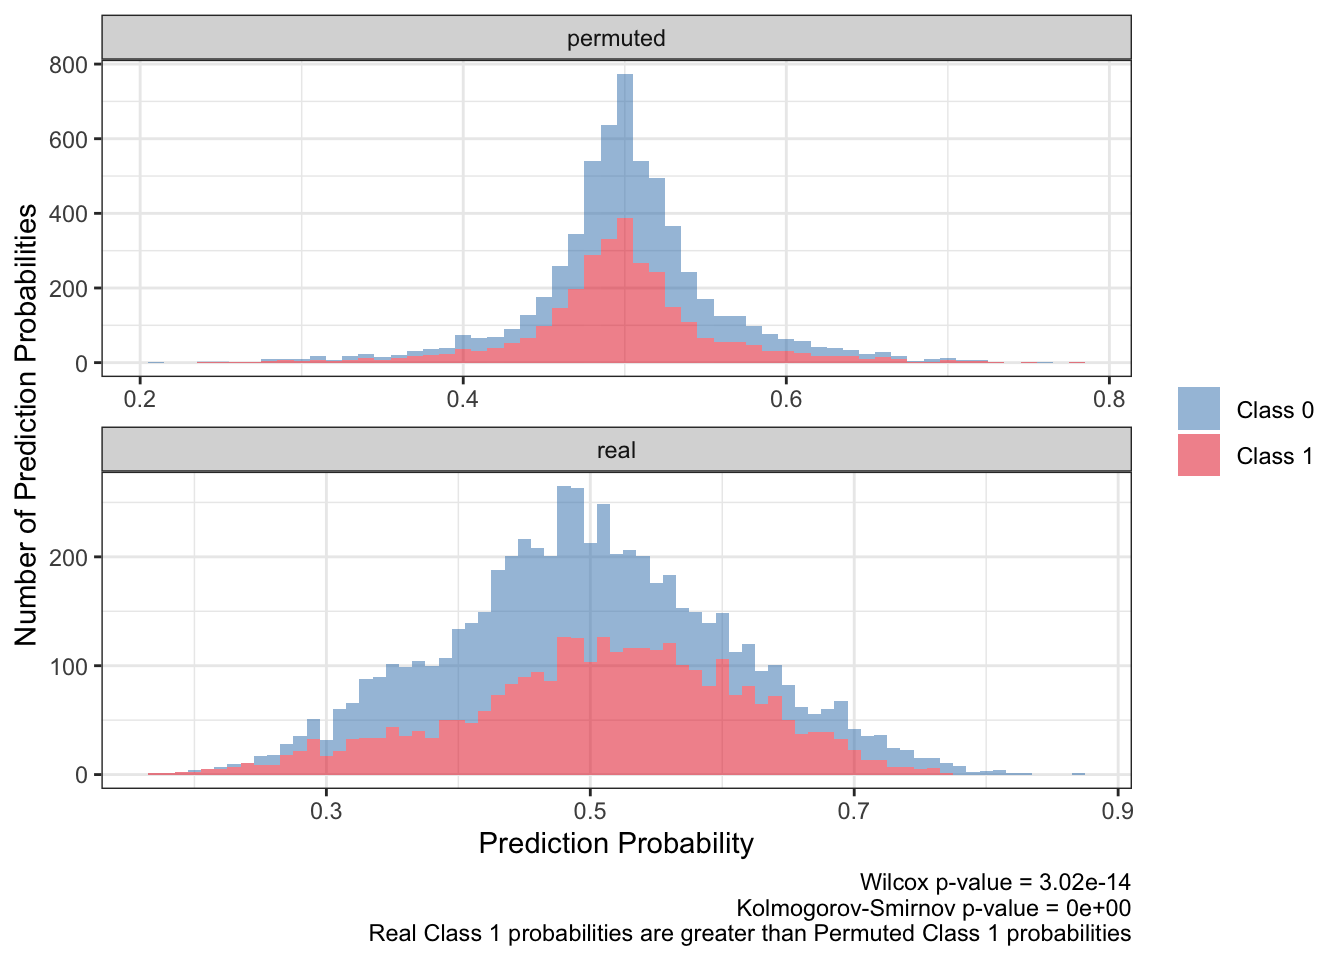 permuted
800
600
400
200
0
0.2 0.4 0.6 0.8
Number of Prediction Probabilities
real
200
100
0
0.3 0.5 0.7 0.9
Prediction Probability
Class 0
Class 1
Wilcox p-value = 3.02e-14
Kolmogorov-Smirnov p-value = 0e+00
Real Class 1 probabilities are greater than Permuted Class 1 probabilities